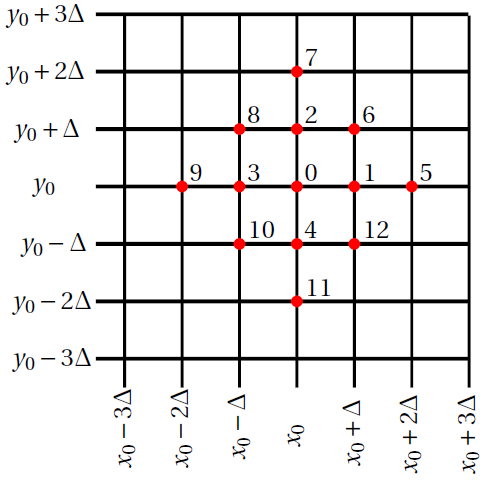 y₀ + 3Δ
7
y₀ + 2Δ
8 2 6
y₀ + Δ
9 3 0 1 5
y₀
10 4 12
y₀ − Δ
11
y₀ − 2Δ
y₀ − 3Δ
x₀ − 3Δ
x₀ − 2Δ
x₀ − Δ
x₀
x₀ + Δ
x₀ + 2Δ
x₀ + 3Δ